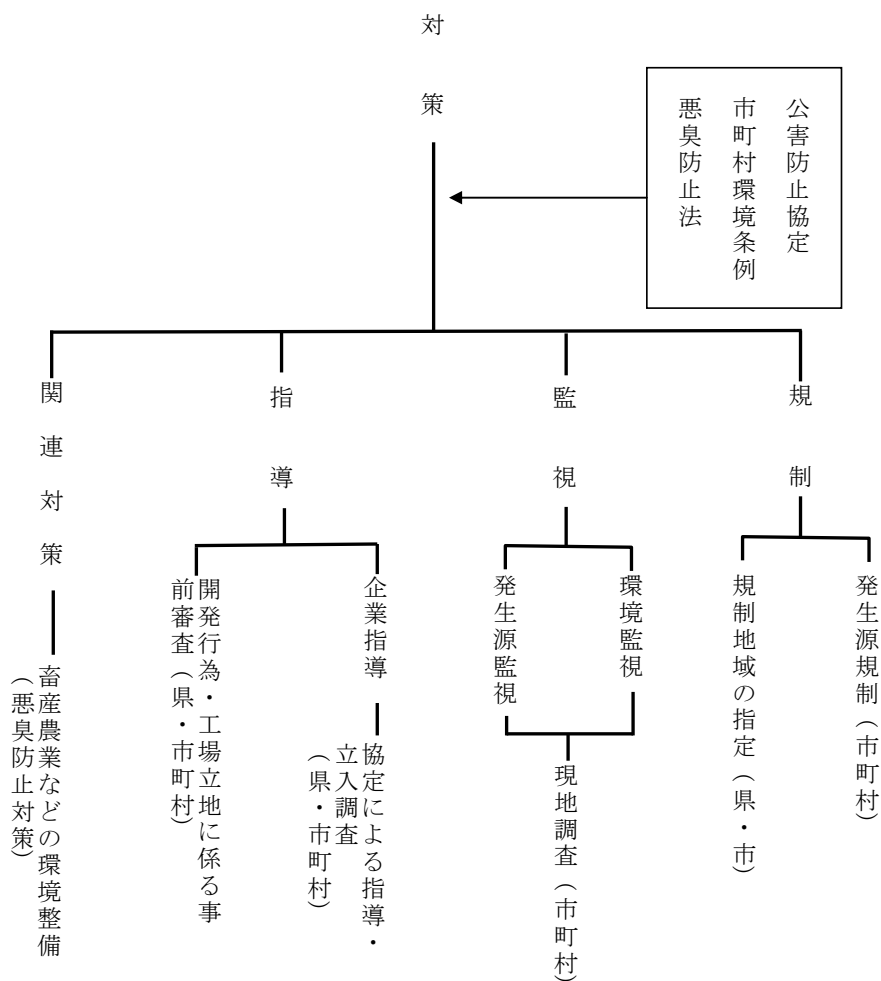 対策
公害防止協定
市町村環境条例
悪臭防止法
規制
発生源規制（市町村）
規制地域の指定（県・市）
監視
環境監視
発生源監視
現地調査（市町村）
指導
企業指導
協定による指導・
立入調査
（県・市町村）
開発行為・工場立地に係る事
前審査（県・市町村）
関連対策
畜産農業などの環境整備
（悪臭防止対策）